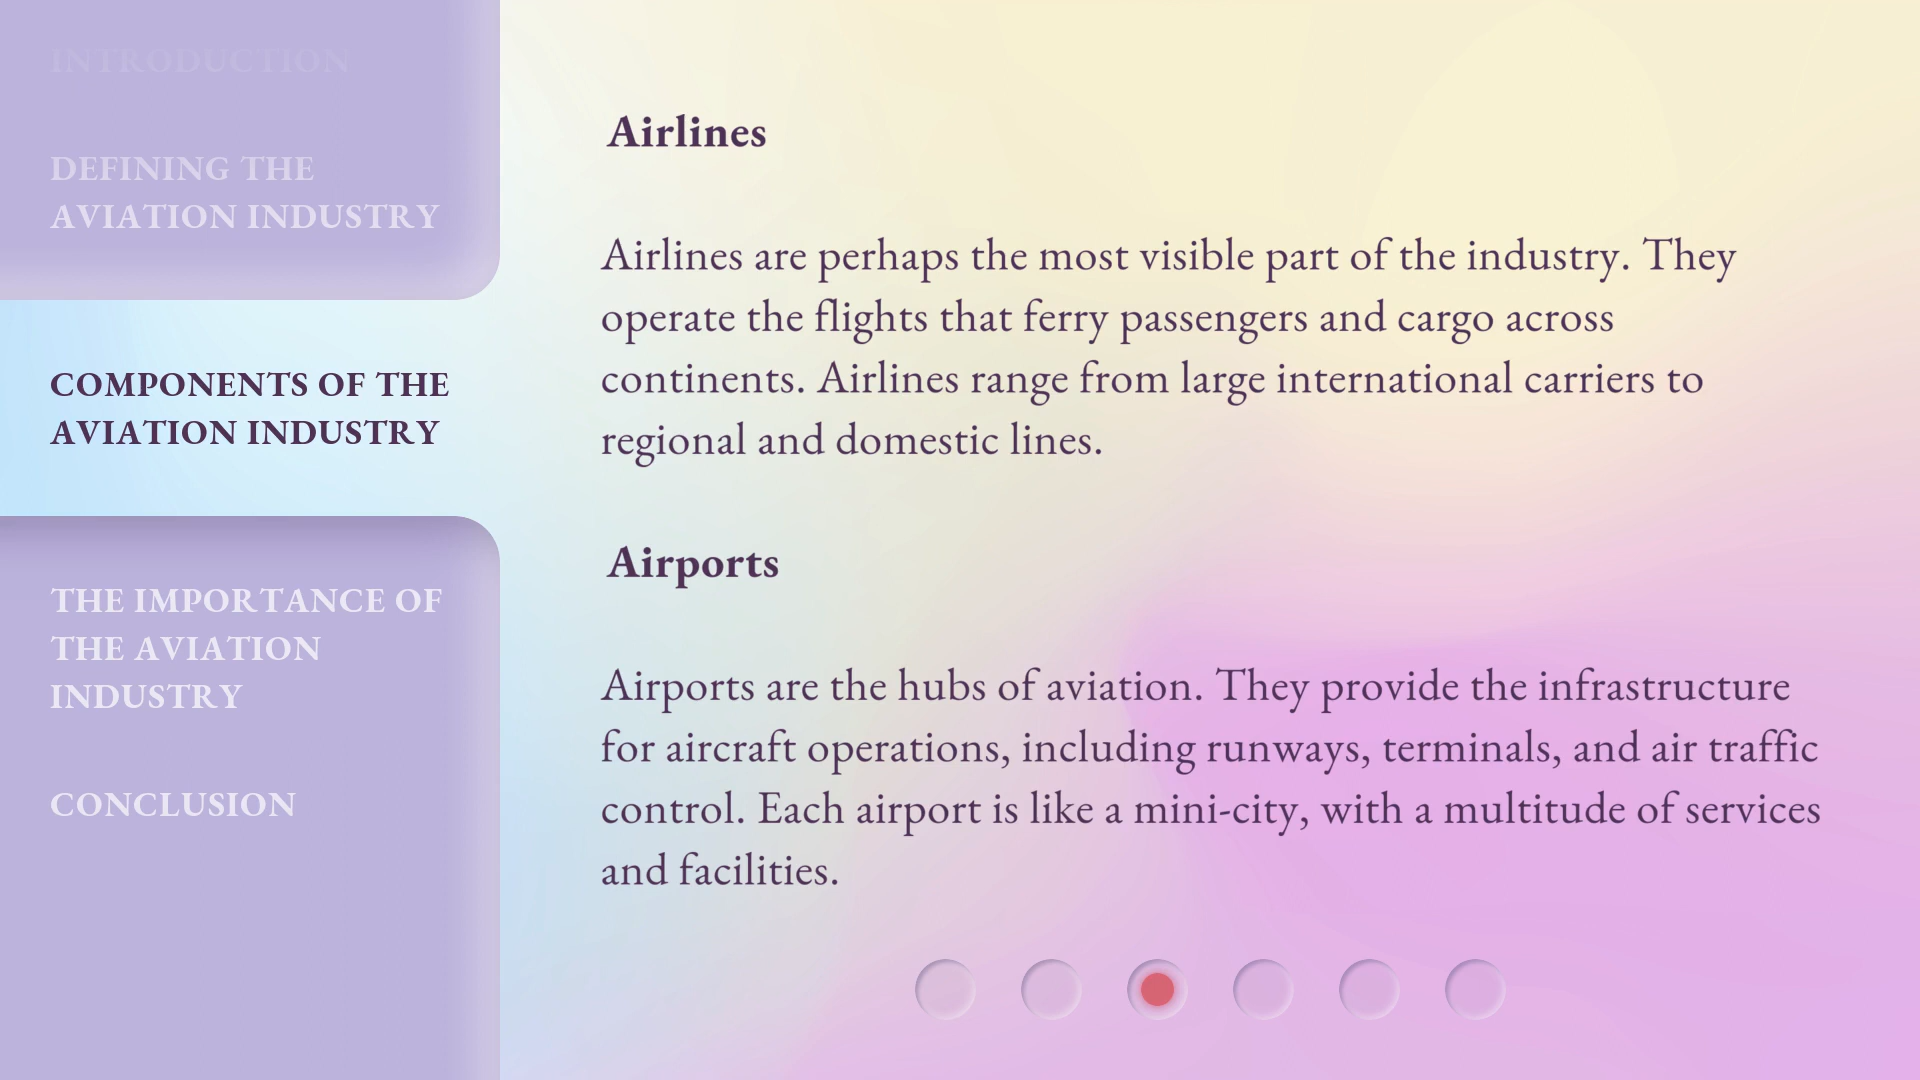 INTRODUCTION
DEFINING THE
AVIATION INDUSTRY
COMPONENTS OF THE
AVIATION INDUSTRY
THE IMPORTANCE OF
THE AVIATION
INDUSTRY
CONCLUSION
Airlines
Airlines are perhaps the most visible part of the industry. They
operate the flights that ferry passengers and cargo across
continents. Airlines range from large international carriers to
regional and domestic lines.
Airports
Airports are the hubs of aviation. They provide the infrastructure
for aircraft operations, including runways, terminals, and air traffic
control. Each airport is like a mini-city, with a multitude of services
and facilities.